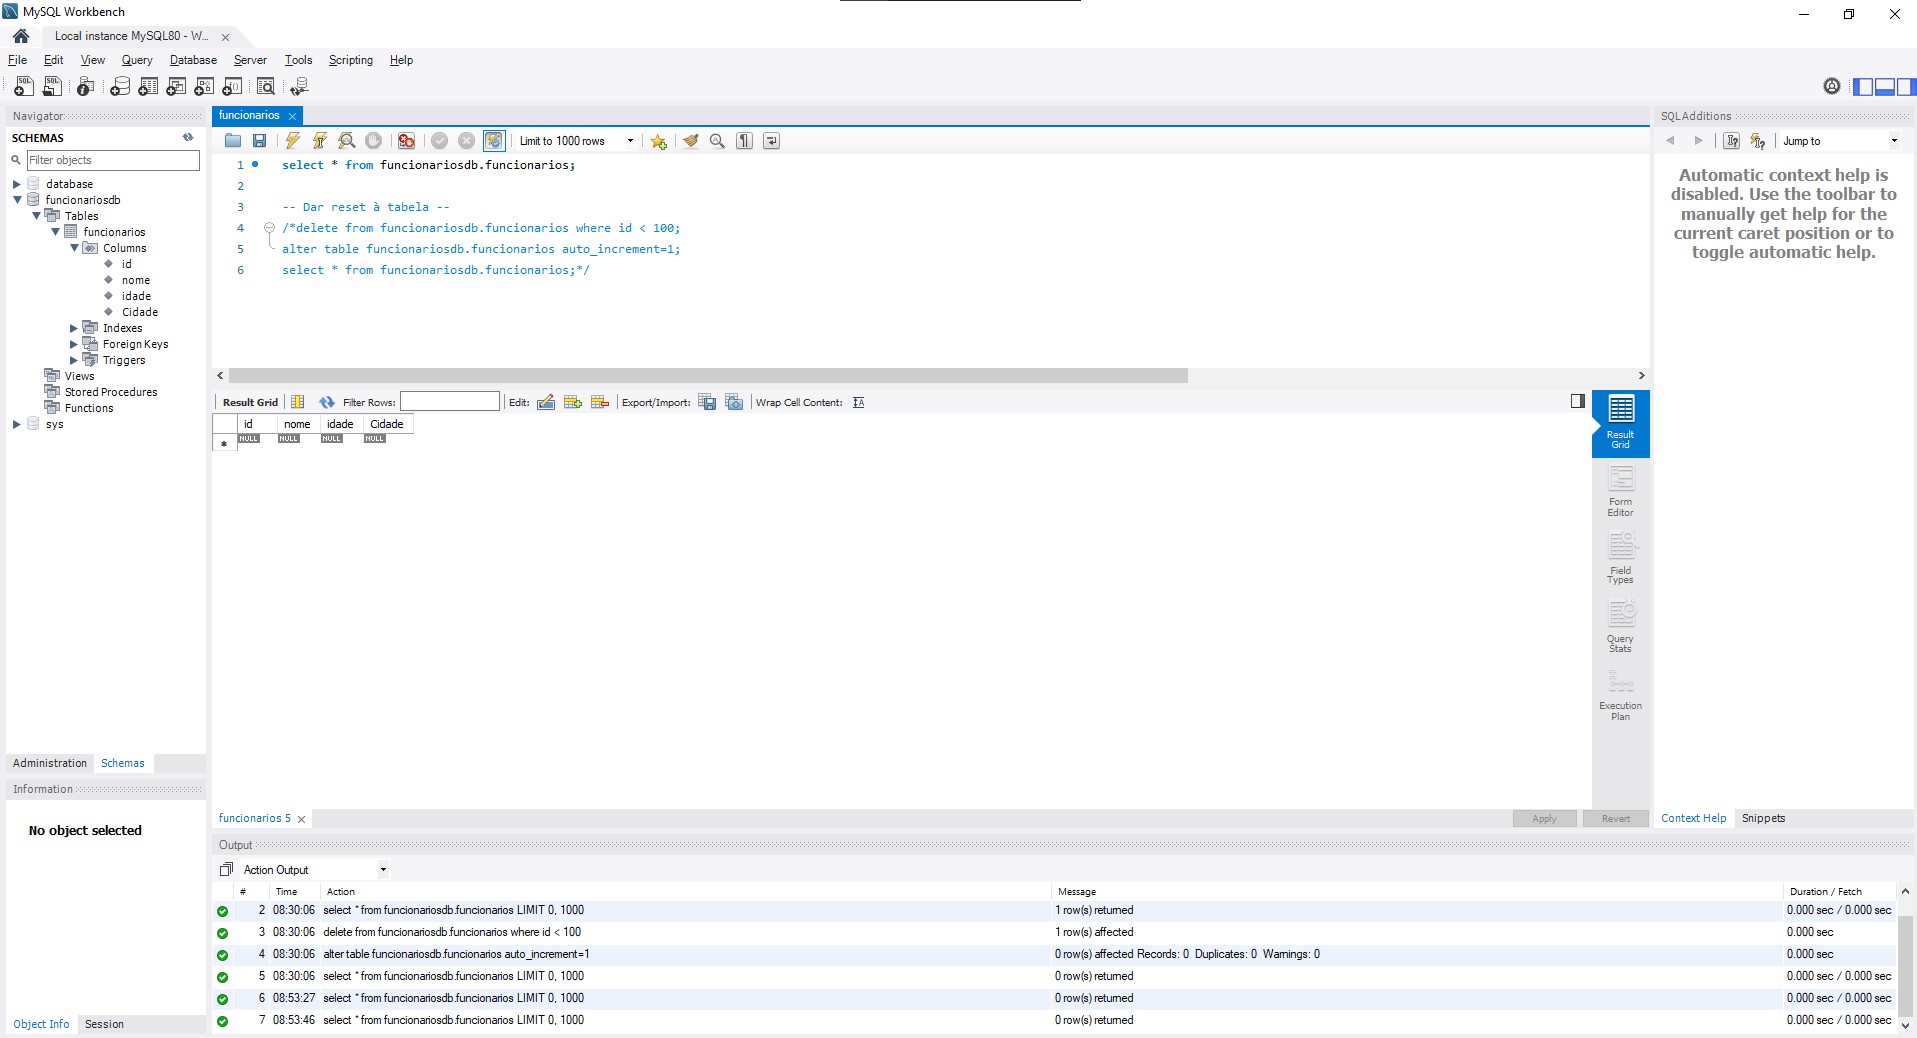 MySQL Workbench
Local instance MySQL80 - W...
File Edit View Query Database Server Tools Scripting Help
Navigator
SCHEMAS
Filter objects
database
funcionariosdb
Tables
funcionarios
Columns
id
nome
idade
Cidade
Indexes
Foreign Keys
Triggers
Views
Stored Procedures
Functions
sys
Administration Schemas
Information
No object selected
Object Info Session
funcionarios
Limit to 1000 rows
1 select * from funcionariosdb.funcionarios;
2
3 -- Dar reset à tabela --
4 /*delete from funcionariosdb.funcionarios where id < 100;
5 alter table funcionariosdb.funcionarios auto_increment=1;
6 select * from funcionariosdb.funcionarios;*/
Result Grid Filter Rows: Edit: Export/Import: Wrap Cell Content:
id nome idade Cidade
NULL NULL NULL NULL
Result Grid
Form Editor
Field Types
Query Stats
Execution Plan
funcionarios 5
Apply Revert
SQLAdditions
Jump to
Automatic context help is
disabled. Use the toolbar to
manually get help for the
current caret position or to
toggle automatic help.
Context Help Snippets
Output
Action Output
# Time Action Message Duration / Fetch
2 08:30:06 select * from funcionariosdb.funcionarios LIMIT 0, 1000 1 row(s) returned 0.000 sec / 0.000 sec
3 08:30:06 delete from funcionariosdb.funcionarios where id < 100 1 row(s) affected 0.000 sec
4 08:30:06 alter table funcionariosdb.funcionarios auto_increment=1 0 row(s) affected Records: 0 Duplicates: 0 Warnings: 0 0.000 sec
5 08:30:06 select * from funcionariosdb.funcionarios LIMIT 0, 1000 0 row(s) returned 0.000 sec / 0.000 sec
6 08:53:27 select * from funcionariosdb.funcionarios LIMIT 0, 1000 0 row(s) returned 0.000 sec / 0.000 sec
7 08:53:46 select * from funcionariosdb.funcionarios LIMIT 0, 1000 0 row(s) returned 0.000 sec / 0.000 sec